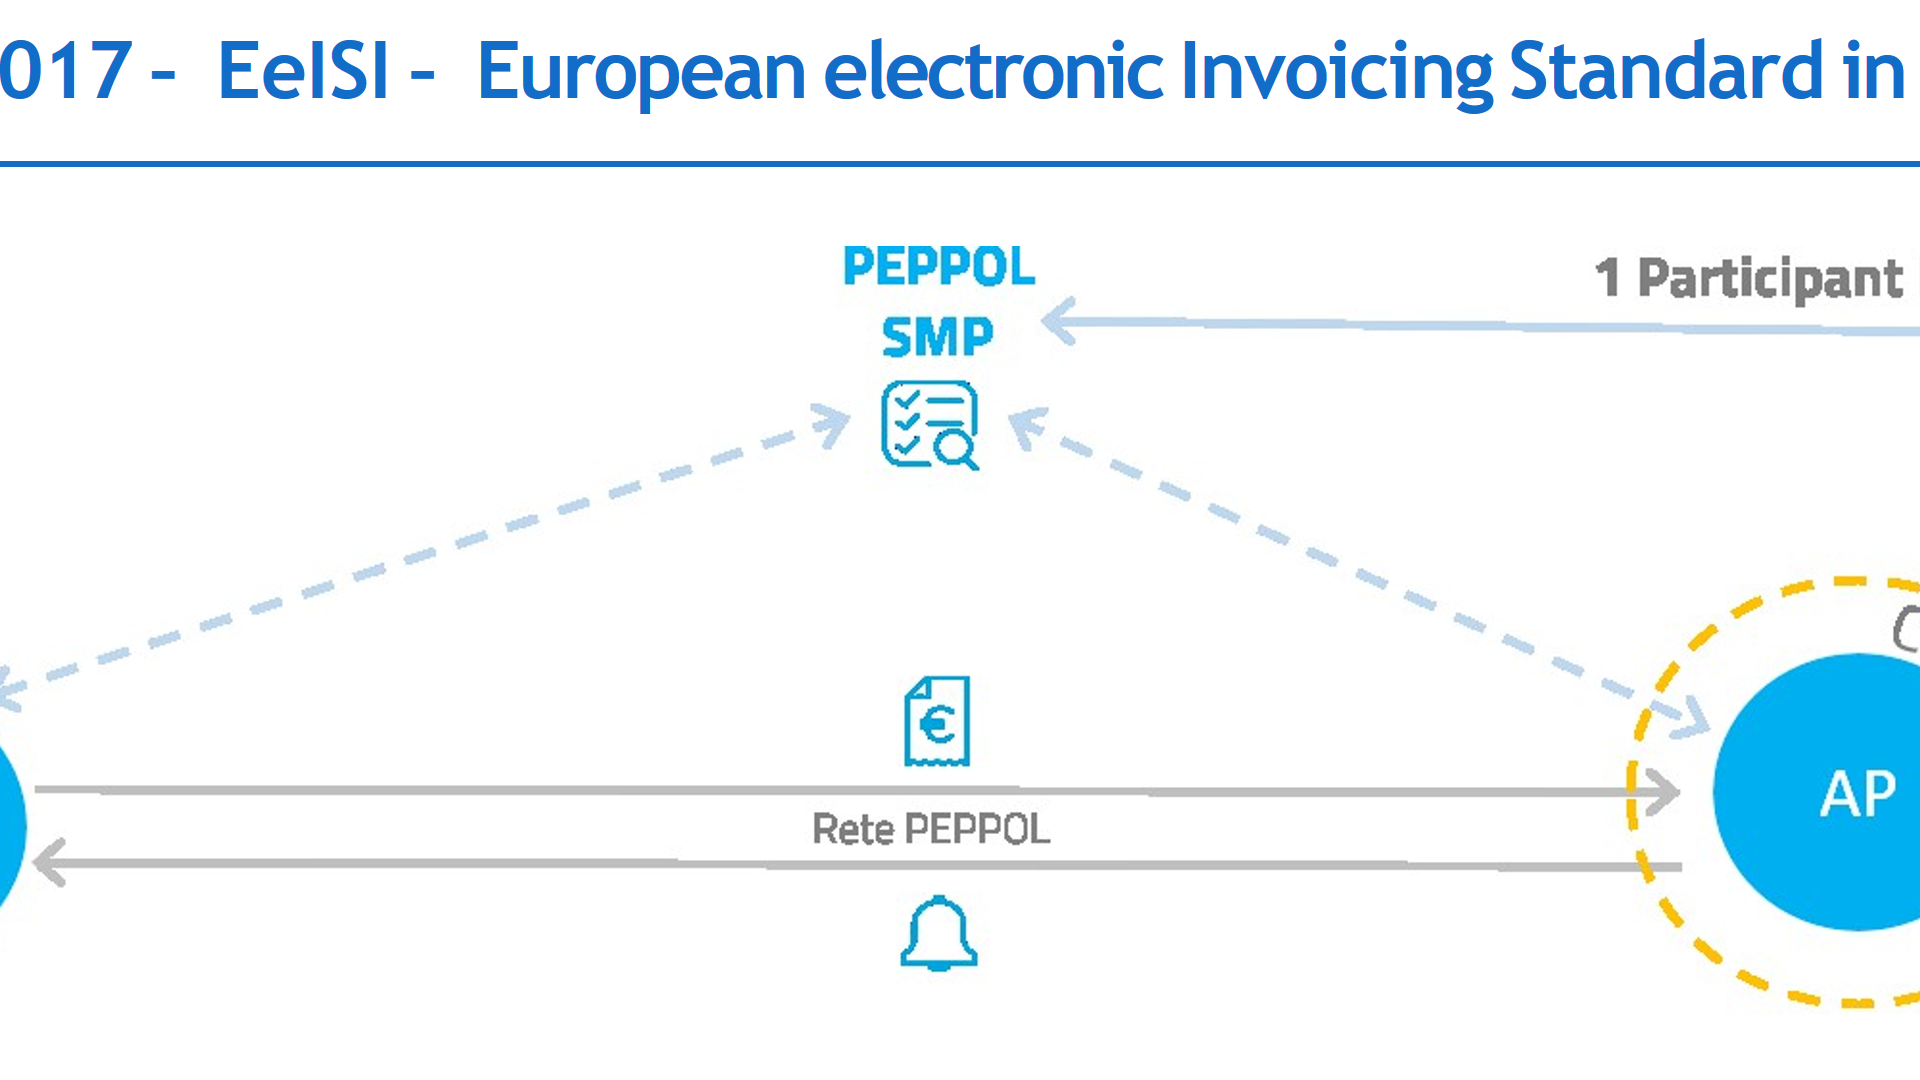 017 – EeISI – European electronic Invoicing Standard in
PEPPOL
SMP
1 Participant
AP
Rete PEPPOL